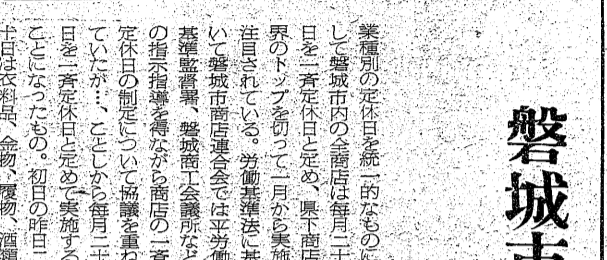 磐城市
業種別の定休日を統一的なものに
して磐城市内の全商店は毎月二十
日を一斉定休日と定め、県下商店
界のトップを切って一月から実施
注目されている。労働基準法に基
いて磐城市商店連合会では平労働
基準監督署、磐城商工会議所など
の指示指導を得ながら商店の一斉
定休日の制定について協議を重ね
ていたが…、ことしから毎月二十
日を一斉定休日と定めて実施する
ことになったもの。初日の昨日二
十日は衣料品、金物、履物、酒類